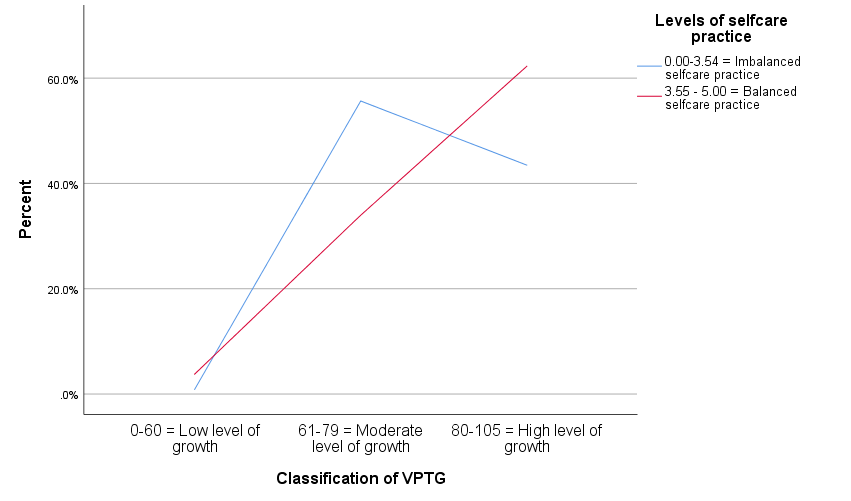 Levels of selfcare
practice
0.00-3.54 = Imbalanced
selfcare practice
3.55 - 5.00 = Balanced
selfcare practice
60.0%
40.0%
20.0%
.0%
Percent
0-60 = Low level of
growth
61-79 = Moderate
level of growth
80-105 = High level of
growth
Classification of VPTG